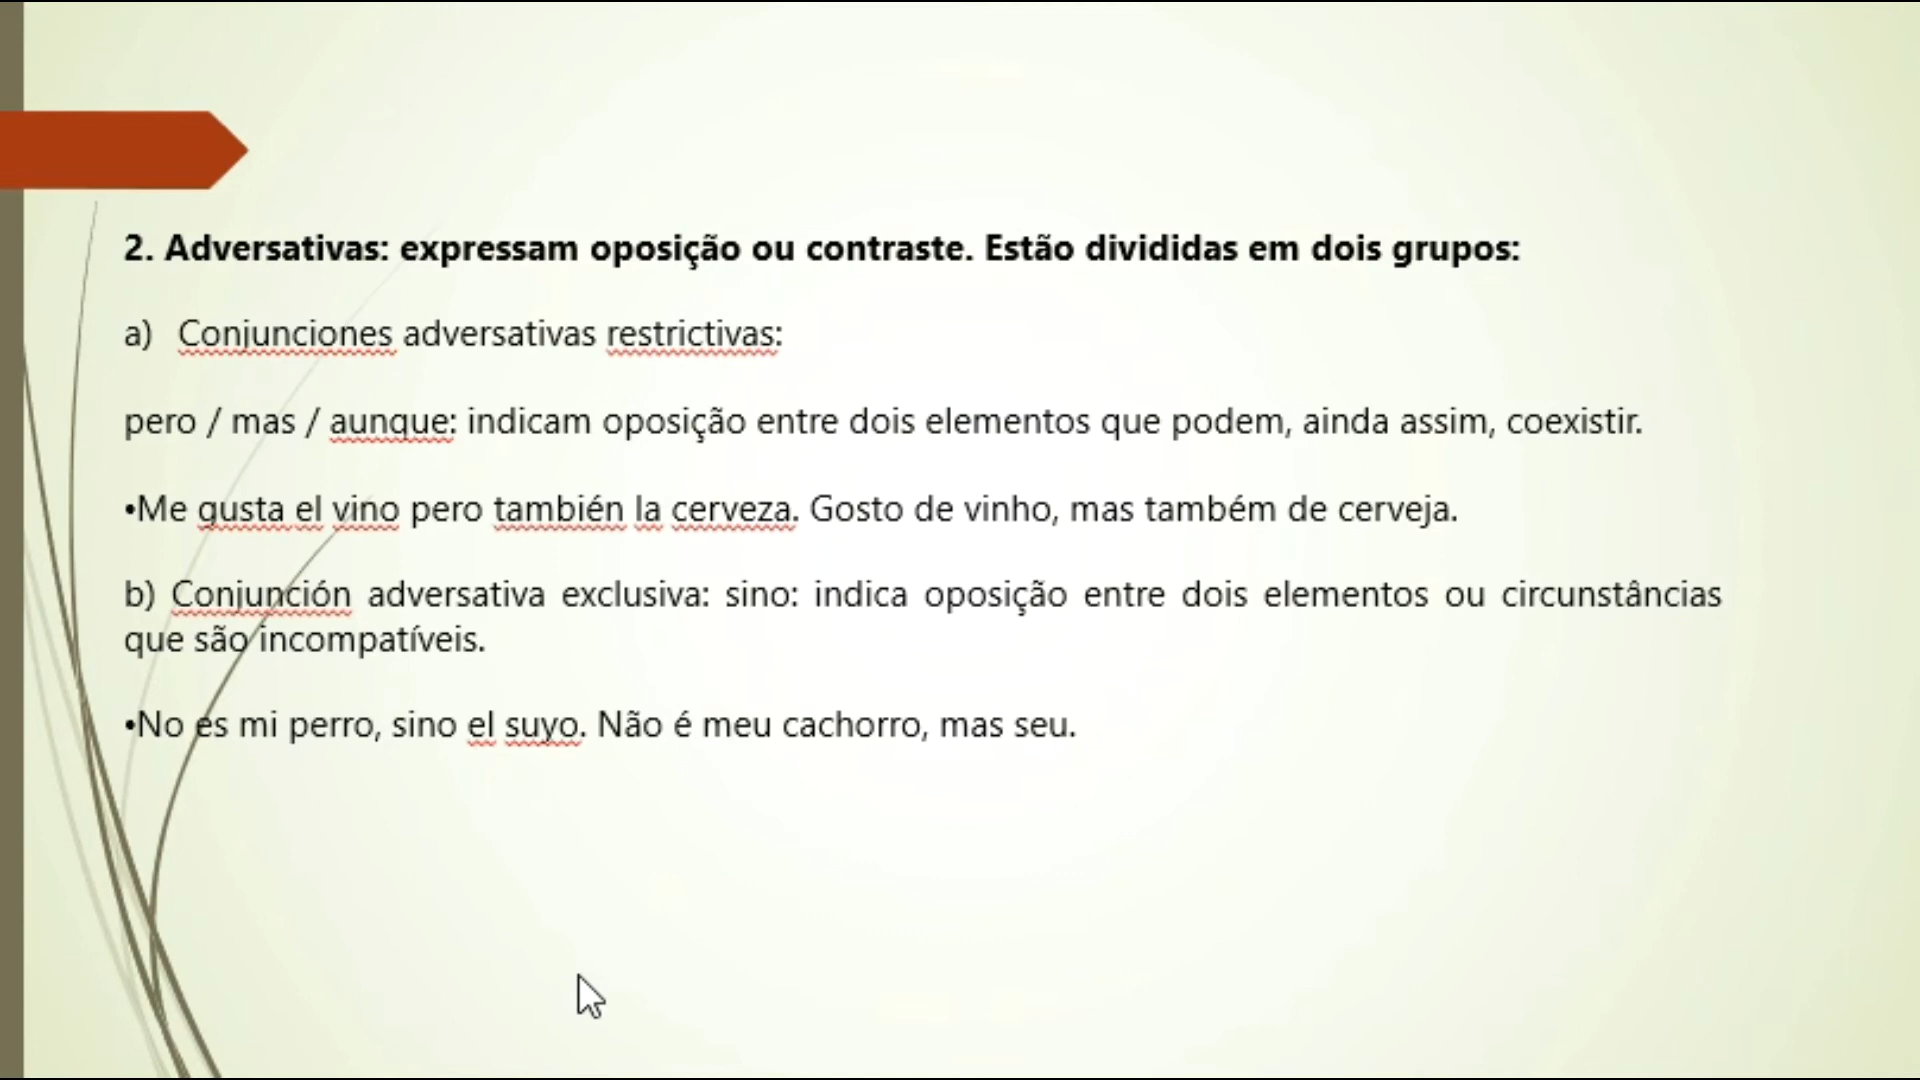 2. Adversativas: expressam oposição ou contraste. Estão divididas em dois grupos:
a) Conjunciones adversativas restrictivas:
pero / mas / aunque: indicam oposição entre dois elementos que podem, ainda assim, coexistir.
•Me gusta el vino pero también la cerveza. Gosto de vinho, mas também de cerveja.
b) Conjunción adversativa exclusiva: sino: indica oposição entre dois elementos ou circunstâncias
que são incompatíveis.
•No es mi perro, sino el suyo. Não é meu cachorro, mas seu.